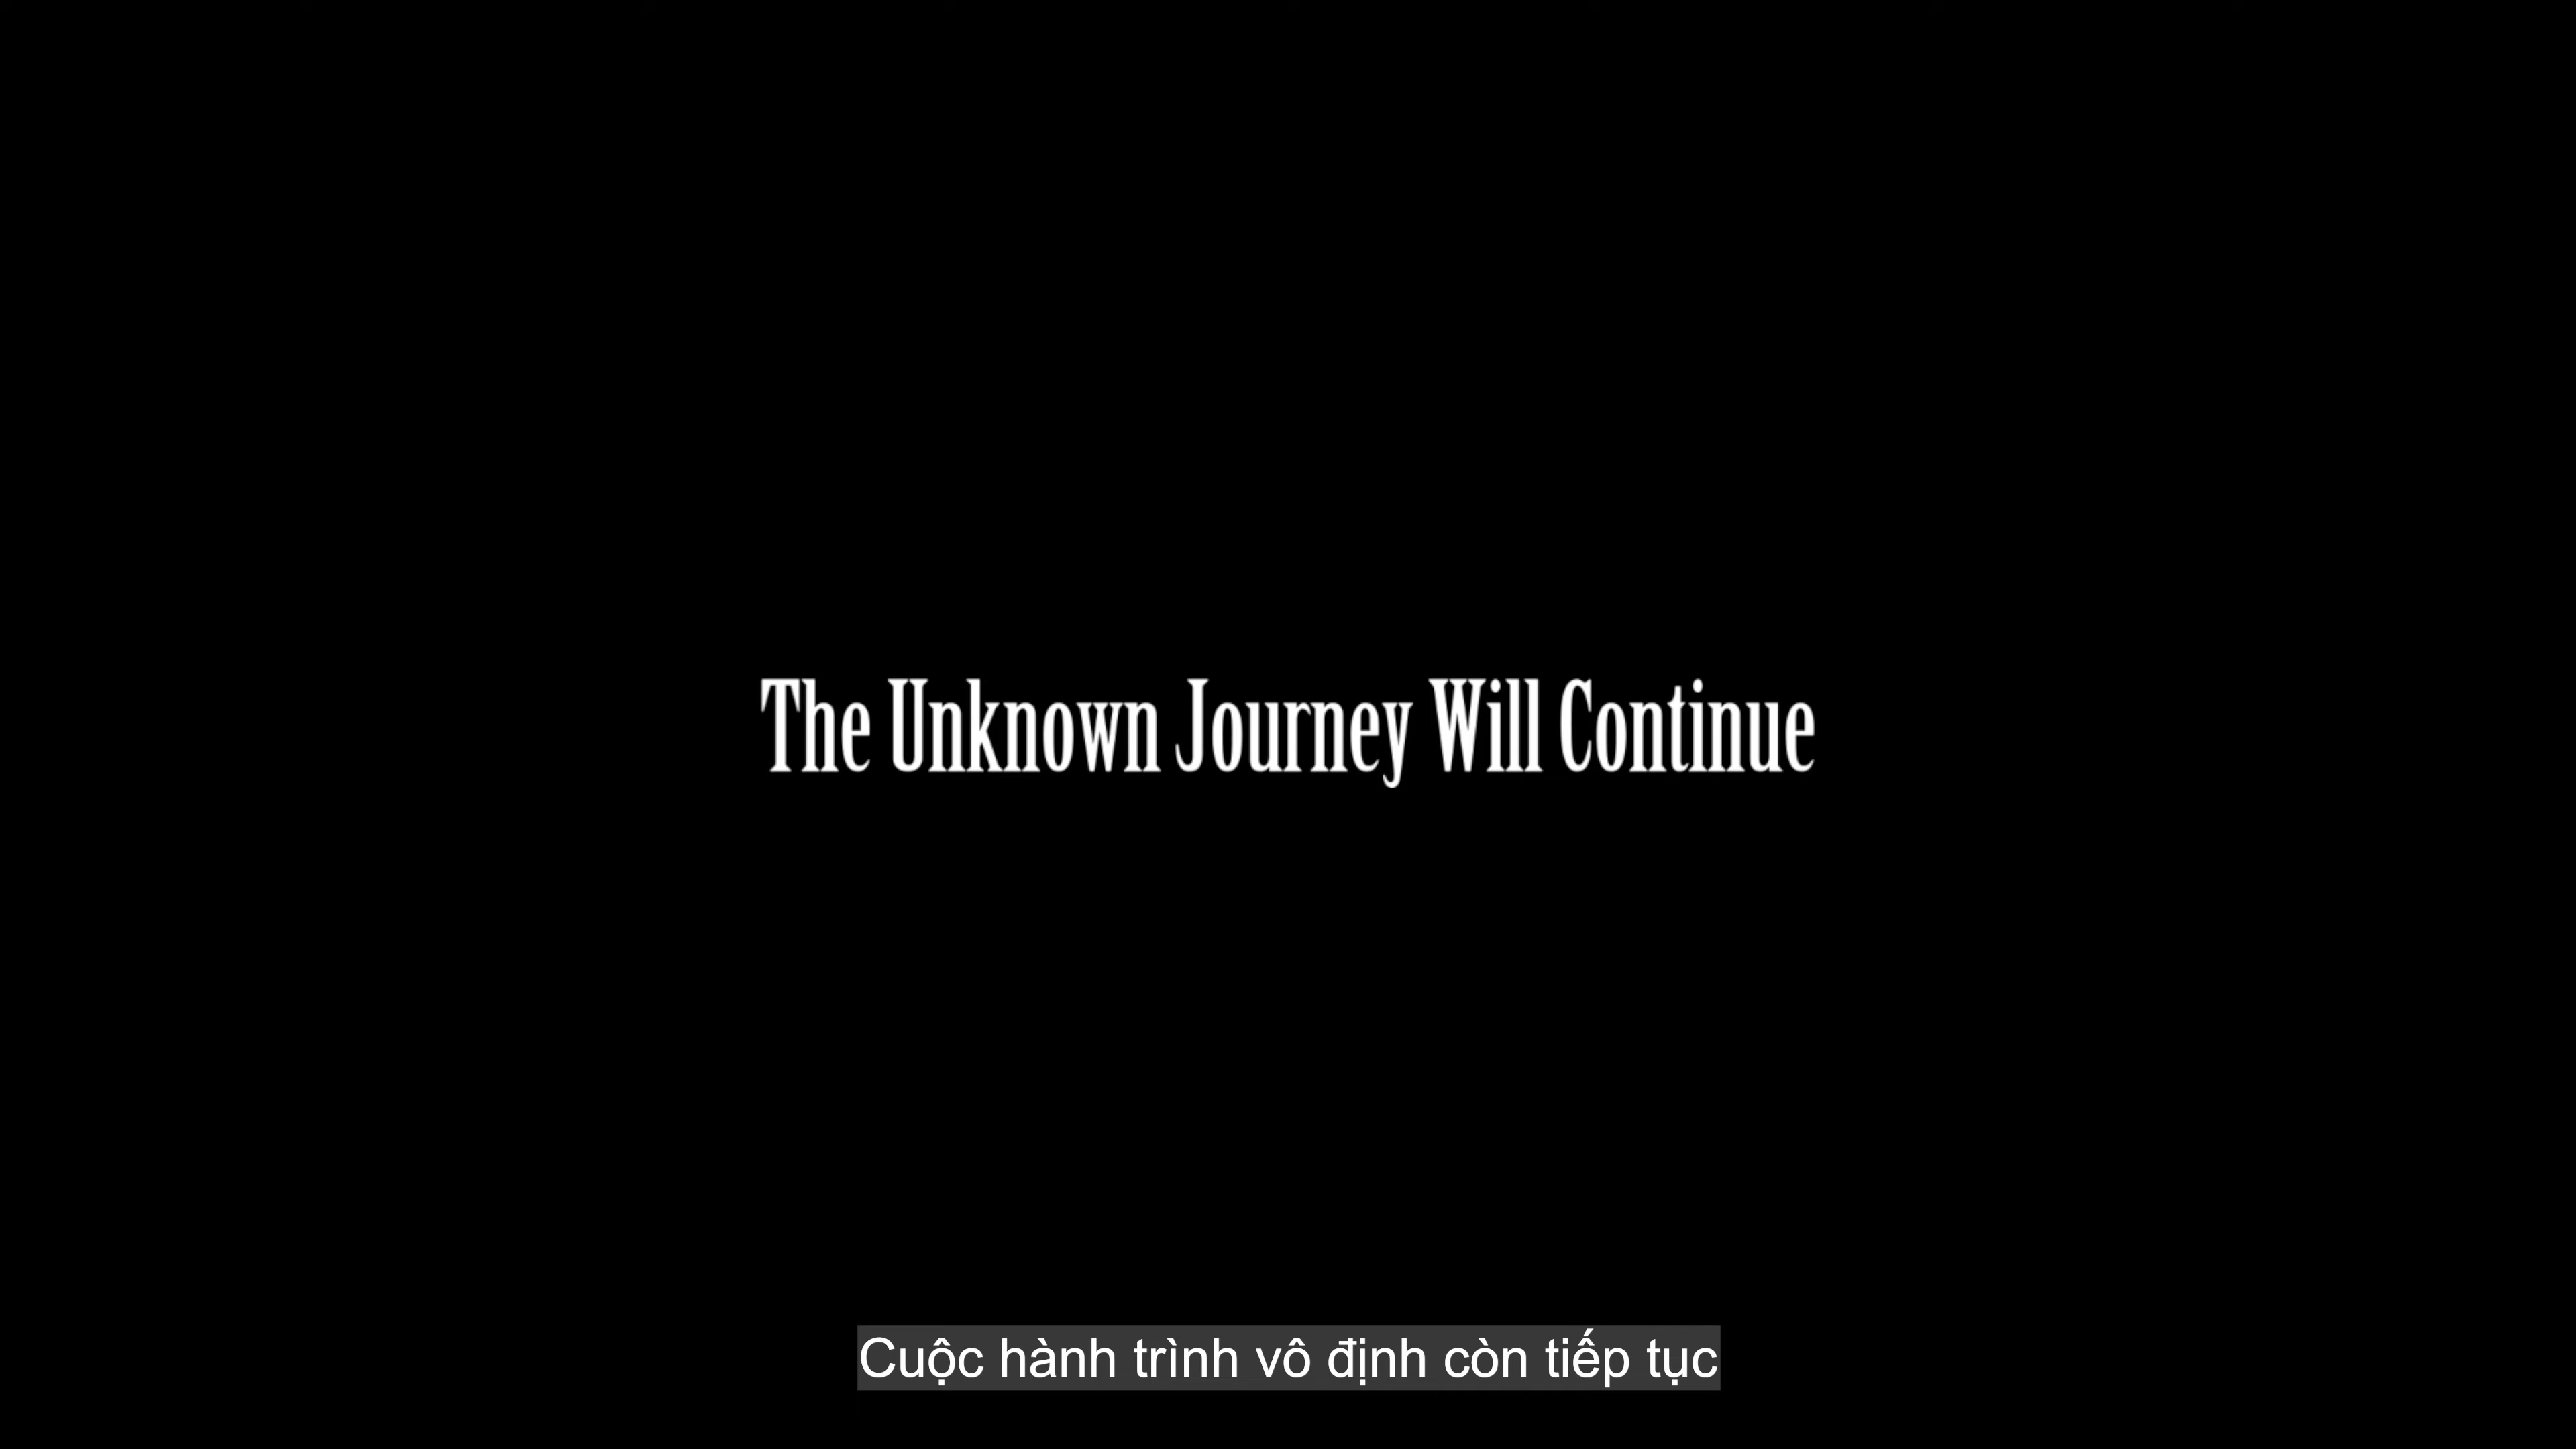 The Unknown Journey Will Continue
Cuộc hành trình vô định còn tiếp tục